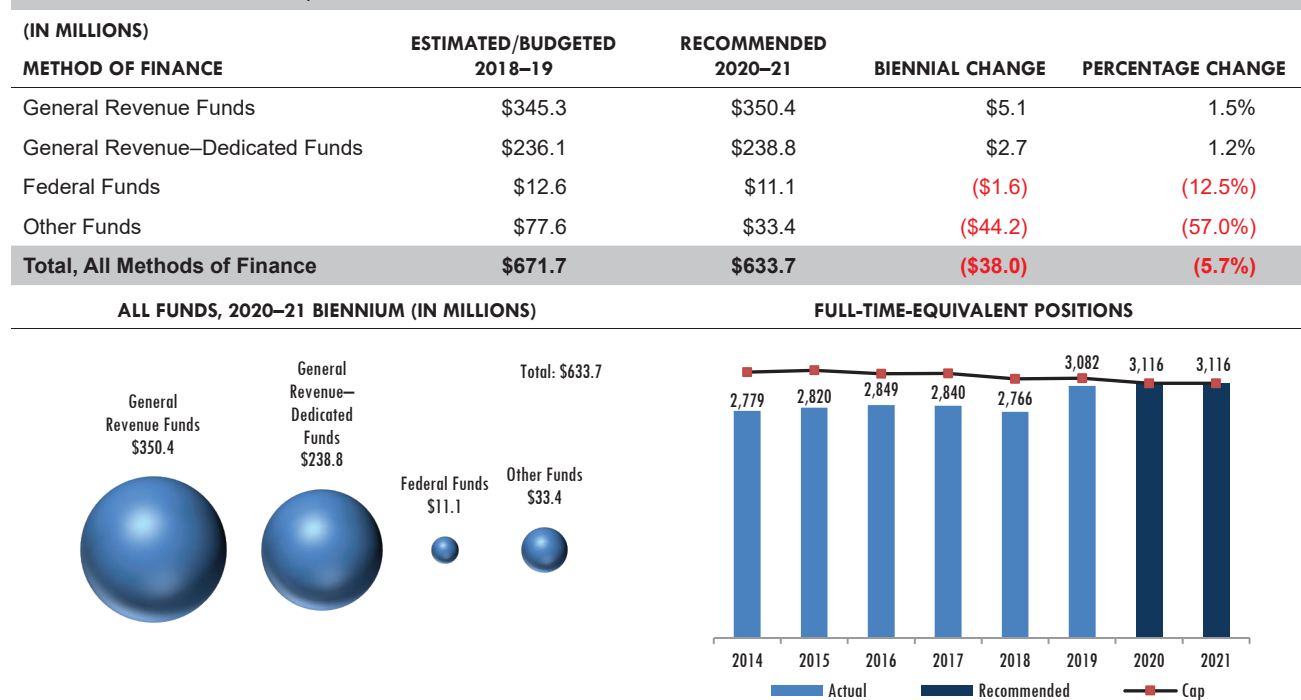 (IN MILLIONS)
METHOD OF FINANCE ESTIMATED/BUDGETED 2018–19 RECOMMENDED 2020–21 BIENNIAL CHANGE PERCENTAGE CHANGE
General Revenue Funds $345.3 $350.4 $5.1 1.5%
General Revenue–Dedicated Funds $236.1 $238.8 $2.7 1.2%
Federal Funds $12.6 $11.1 ($1.6) (12.5%)
Other Funds $77.6 $33.4 ($44.2) (57.0%)
Total, All Methods of Finance $671.7 $633.7 ($38.0) (5.7%)
ALL FUNDS, 2020–21 BIENNIUM (IN MILLIONS)
General
Revenue Funds
$350.4
General
Revenue–
Dedicated
Funds
$238.8
Federal Funds
$11.1
Other Funds
$33.4
Total: $633.7
FULL-TIME-EQUIVALENT POSITIONS
2,779 2,820 2,849 2,840 2,766 3,082 3,116 3,116
2014 2015 2016 2017 2018 2019 2020 2021
Actual Recommended Cap